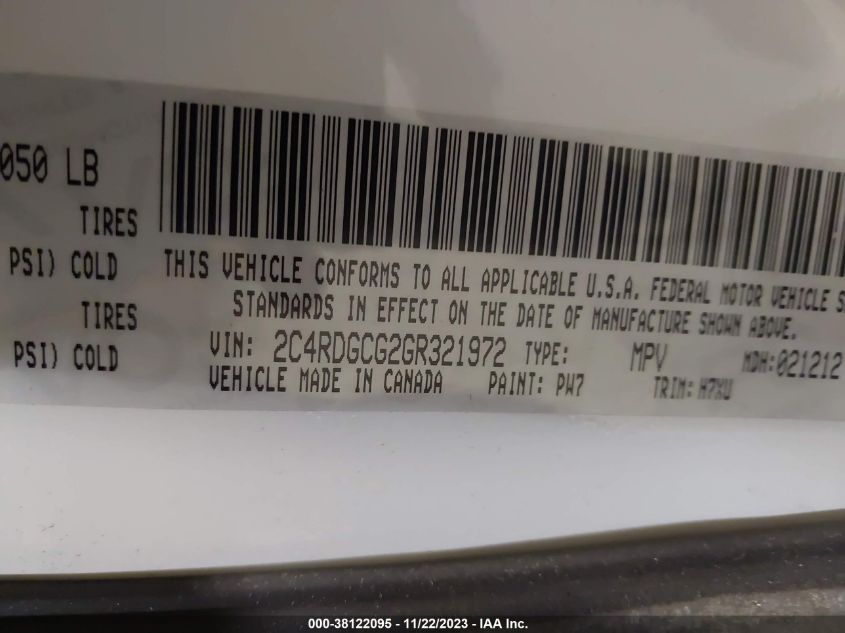 050 LB
TIRES
PSI) COLD
TIRES
PSI) COLD
THIS VEHICLE CONFORMS TO ALL APPLICABLE U.S.A. FEDERAL MOTOR VEHICLE S
STANDARDS IN EFFECT ON THE DATE OF MANUFACTURE SHOWN ABOVE.
VIN: 2C4RDGCG2GR321972 TYPE: MPV MDH:021212
VEHICLE MADE IN CANADA PAINT: PW7 TRIM: H7XU
000-38122095 - 11/22/2023 - IAA Inc.